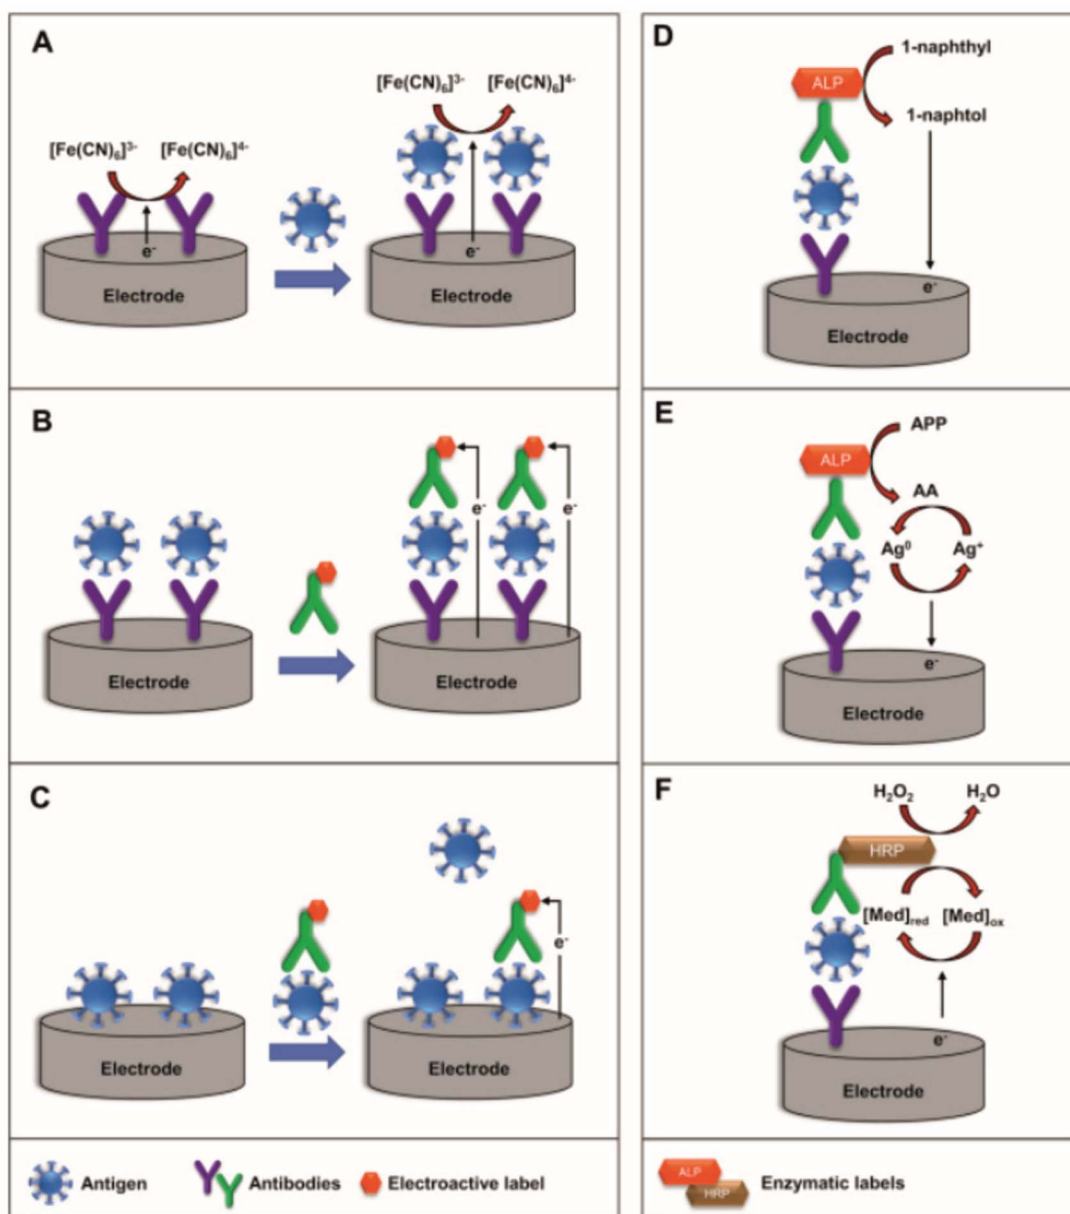 A
[Fe(CN)₆]³⁻ [Fe(CN)₆]⁴⁻
[Fe(CN)₆]³⁻ [Fe(CN)₆]⁴⁻
e⁻
Electrode
e⁻
Electrode
B
Electrode
e⁻ e⁻
Electrode
C
Electrode
e⁻
Electrode
Antigen
Antibodies
Electroactive label
D
1-naphthyl
ALP
1-naphtol
e⁻
Electrode
E
APP
ALP
AA
Ag⁰ Ag⁺
e⁻
Electrode
F
H₂O₂ H₂O
HRP
[Med]red [Med]ox
e⁻
Electrode
ALP
HRP
Enzymatic labels